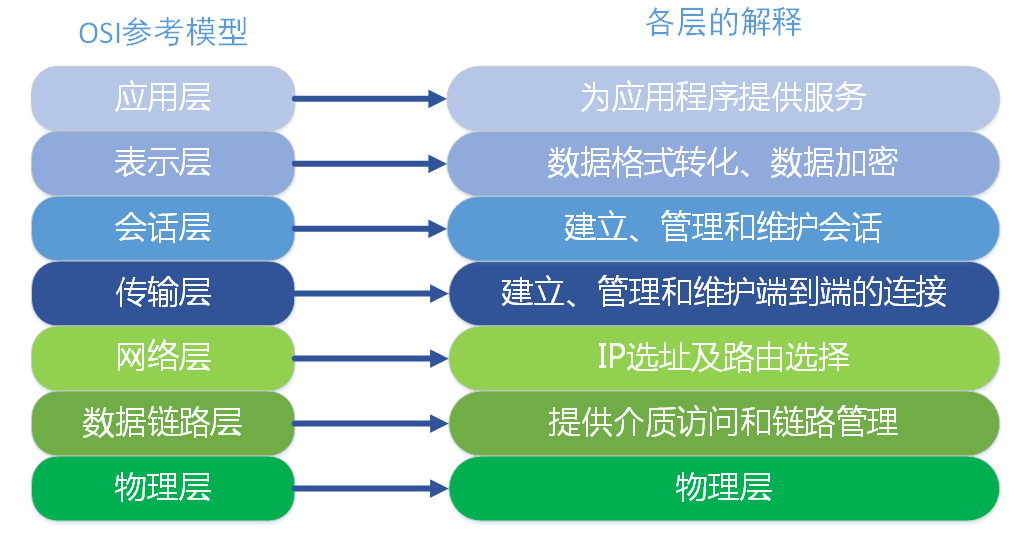 OSI参考模型
各层的解释
应用层
为应用程序提供服务
表示层
数据格式转化、数据加密
会话层
建立、管理和维护会话
传输层
建立、管理和维护端到端的连接
网络层
IP选址及路由选择
数据链路层
提供介质访问和链路管理
物理层
物理层